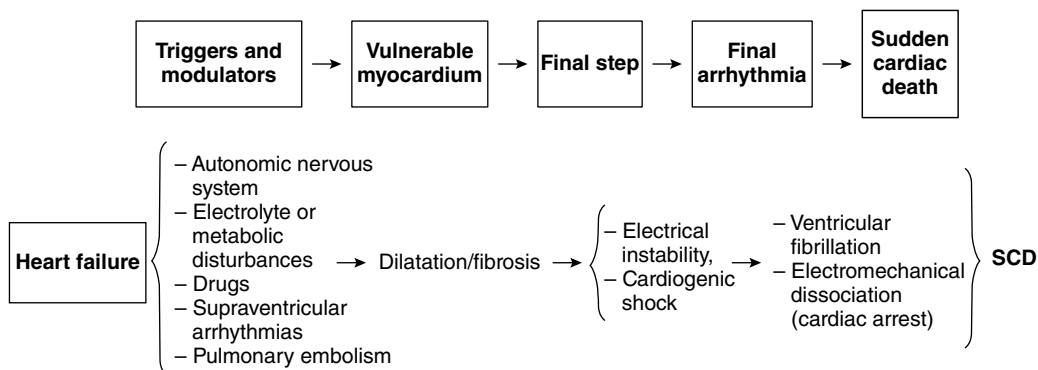 Triggers and
modulators
Vulnerable
myocardium
Final step
Final
arrhythmia
Sudden
cardiac
death
Heart failure
– Autonomic nervous
system
– Electrolyte or
metabolic
disturbances
– Drugs
– Supraventricular
arrhythmias
– Pulmonary embolism
Dilatation/fibrosis
– Electrical
instability,
– Cardiogenic
shock
– Ventricular
fibrillation
– Electromechanical
dissociation
(cardiac arrest)
SCD